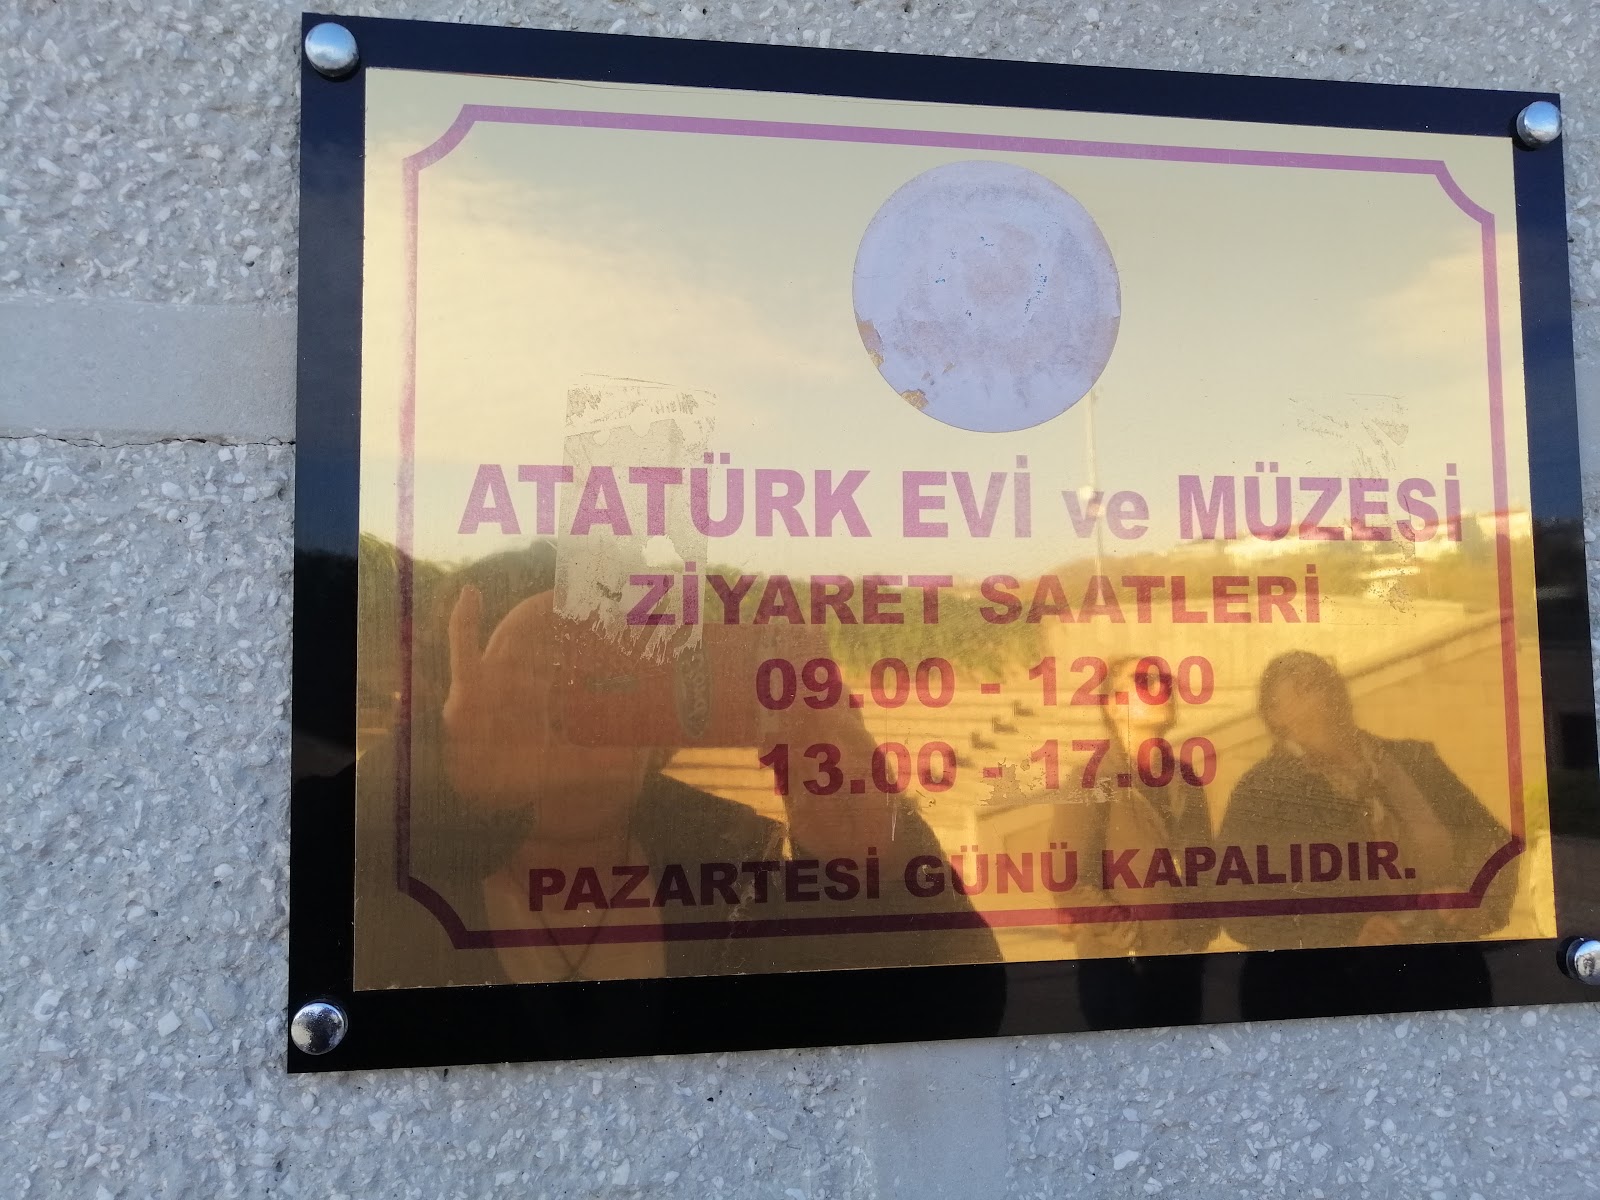 ATATÜRK EVİ ve MÜZESİ
ZİYARET SAATLERİ
09.00 - 12.00
13.00 - 17.00
PAZARTESİ GÜNÜ KAPALIDIR.